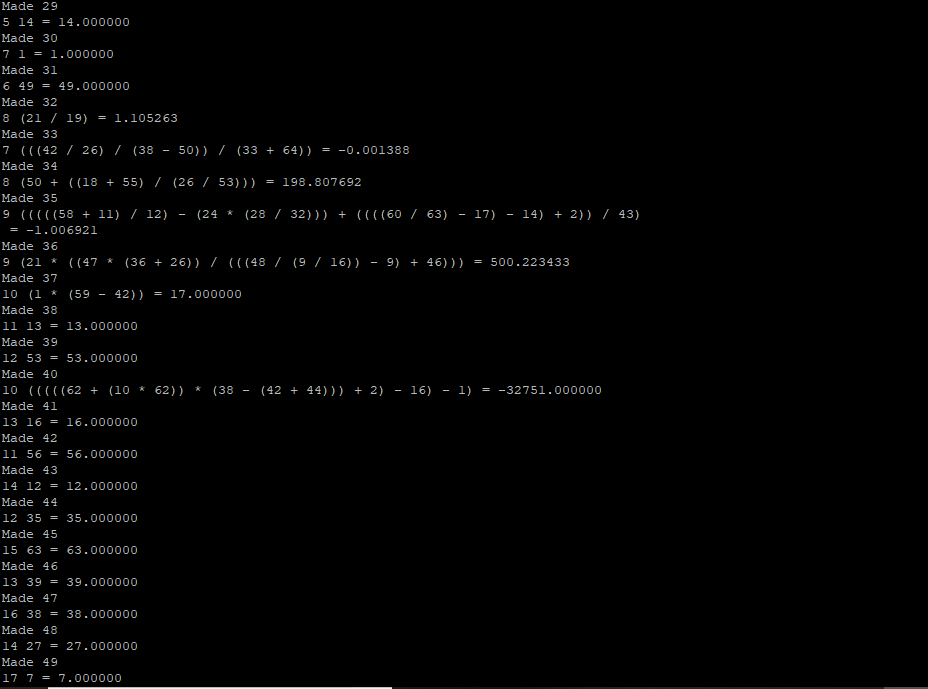 Made 29
5 14 = 14.000000
Made 30
7 1 = 1.000000
Made 31
6 49 = 49.000000
Made 32
8 (21 / 19) = 1.105263
Made 33
7 (((42 / 26) / (38 - 50)) / (33 + 64)) = -0.001388
Made 34
8 (50 + ((18 + 55) / (26 / 53))) = 198.807692
Made 35
9 (((((58 + 11) / 12) - (24 * (28 / 32))) + ((((60 / 63) - 17) - 14) + 2)) / 43)
 = -1.006921
Made 36
9 (21 * ((47 * (36 + 26)) / (((48 / (9 / 16)) - 9) + 46))) = 500.223433
Made 37
10 (1 * (59 - 42)) = 17.000000
Made 38
11 13 = 13.000000
Made 39
12 53 = 53.000000
Made 40
10 (((((62 + (10 * 62)) * (38 - (42 + 44))) + 2) - 16) - 1) = -32751.000000
Made 41
13 16 = 16.000000
Made 42
11 56 = 56.000000
Made 43
14 12 = 12.000000
Made 44
12 35 = 35.000000
Made 45
15 63 = 63.000000
Made 46
13 39 = 39.000000
Made 47
16 38 = 38.000000
Made 48
14 27 = 27.000000
Made 49
17 7 = 7.000000